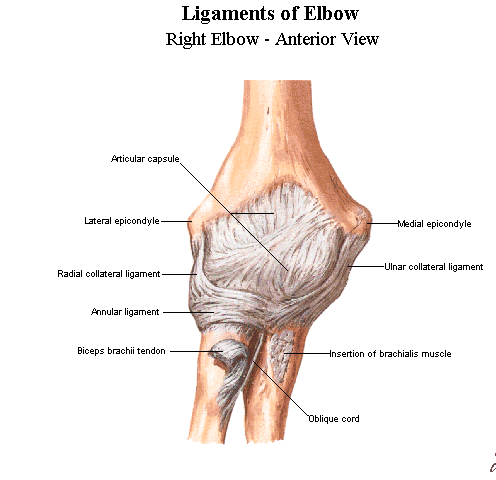 Ligaments of Elbow
Right Elbow - Anterior View
Articular capsule
Lateral epicondyle
Medial epicondyle
Radial collateral ligament
Ulnar collateral ligament
Annular ligament
Biceps brachii tendon
Insertion of brachialis muscle
Oblique cord